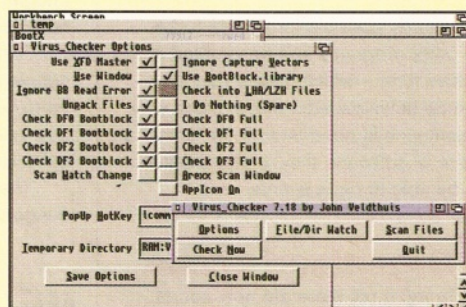 Workbench Screen
temp
BootX
Virus_Checker Options
Use XFD Master
Ignore Capture Vectors
Use Window
Use BootBlock.library
Ignore BB Read Error
Check into LHA/LZH Files
Unpack Files
I Do Nothing (Spare)
Check DF0 Bootblock
Check DF0 Full
Check DF1 Bootblock
Check DF1 Full
Check DF2 Bootblock
Check DF2 Full
Check DF3 Bootblock
Check DF3 Full
Scan Watch Change
Arexx Scan Window
AppIcon On
PopUp HotKey
lcomm
Virus_Checker 7.18 by John Veldthuis
Options
File/Dir Watch
Scan Files
Check Now
Quit
Temporary Directory
RAM:V
Save Options
Close Window